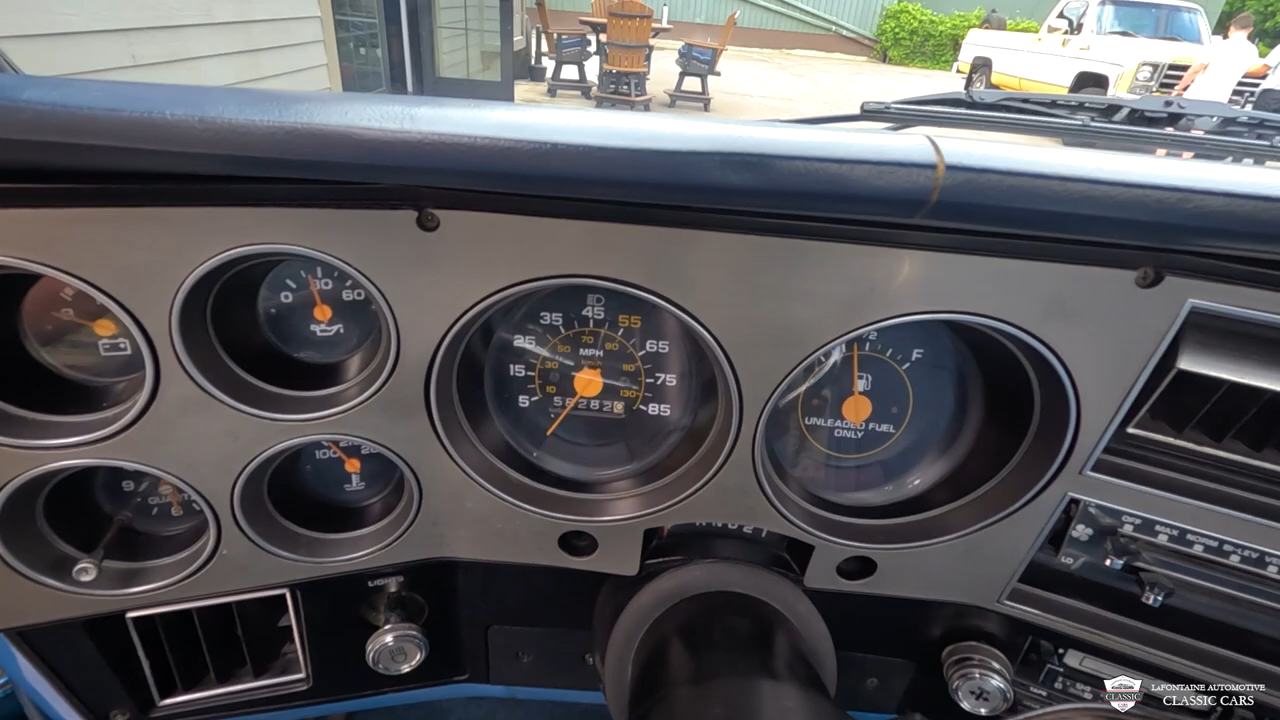 0 30 60
5 15 25 35 45 55 65 75 85
10 30 50 70 90 110 130
MPH
km/h
58282
1/2 F
UNLEADED FUEL
ONLY
100
9
LIGHTS
OFF MAX NORM BI-LEV
LO
LAFONTAINE AUTOMOTIVE
CLASSIC CARS